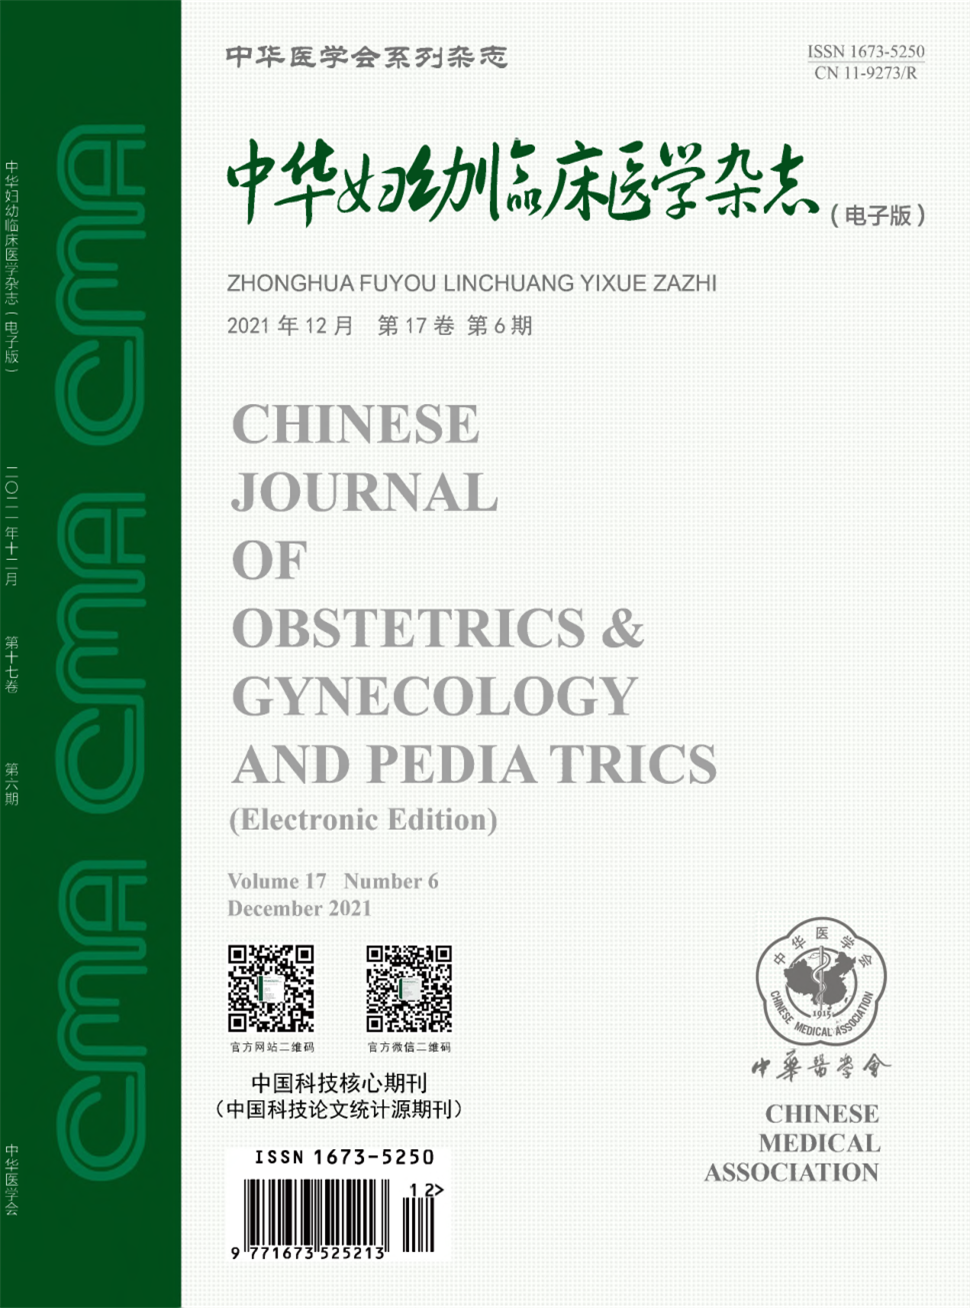 中华医学会系列杂志
ISSN 1673-5250
CN 11-9273/R
中华妇幼临床医学杂志
(电子版)
ZHONGHUA FUYOU LINCHUANG YIXUE ZAZHI
2021 年 12 月 第 17 卷 第 6 期
CHINESE
JOURNAL
OF
OBSTETRICS &
GYNECOLOGY
AND PEDIA TRICS
(Electronic Edition)
Volume 17 Number 6
December 2021
官方网站二维码
官方微信二维码
中国科技核心期刊
(中国科技论文统计源期刊)
ISSN 1673-5250
12>
9 771673 525213
中华医学会
CHINESE MEDICAL ASSOCIATION
1915
中華醫學會
CHINESE
MEDICAL
ASSOCIATION
CMA CMA CMA
中华妇幼临床医学杂志(电子版)
二〇二一年十二月
第十七卷
第六期
中华医学会